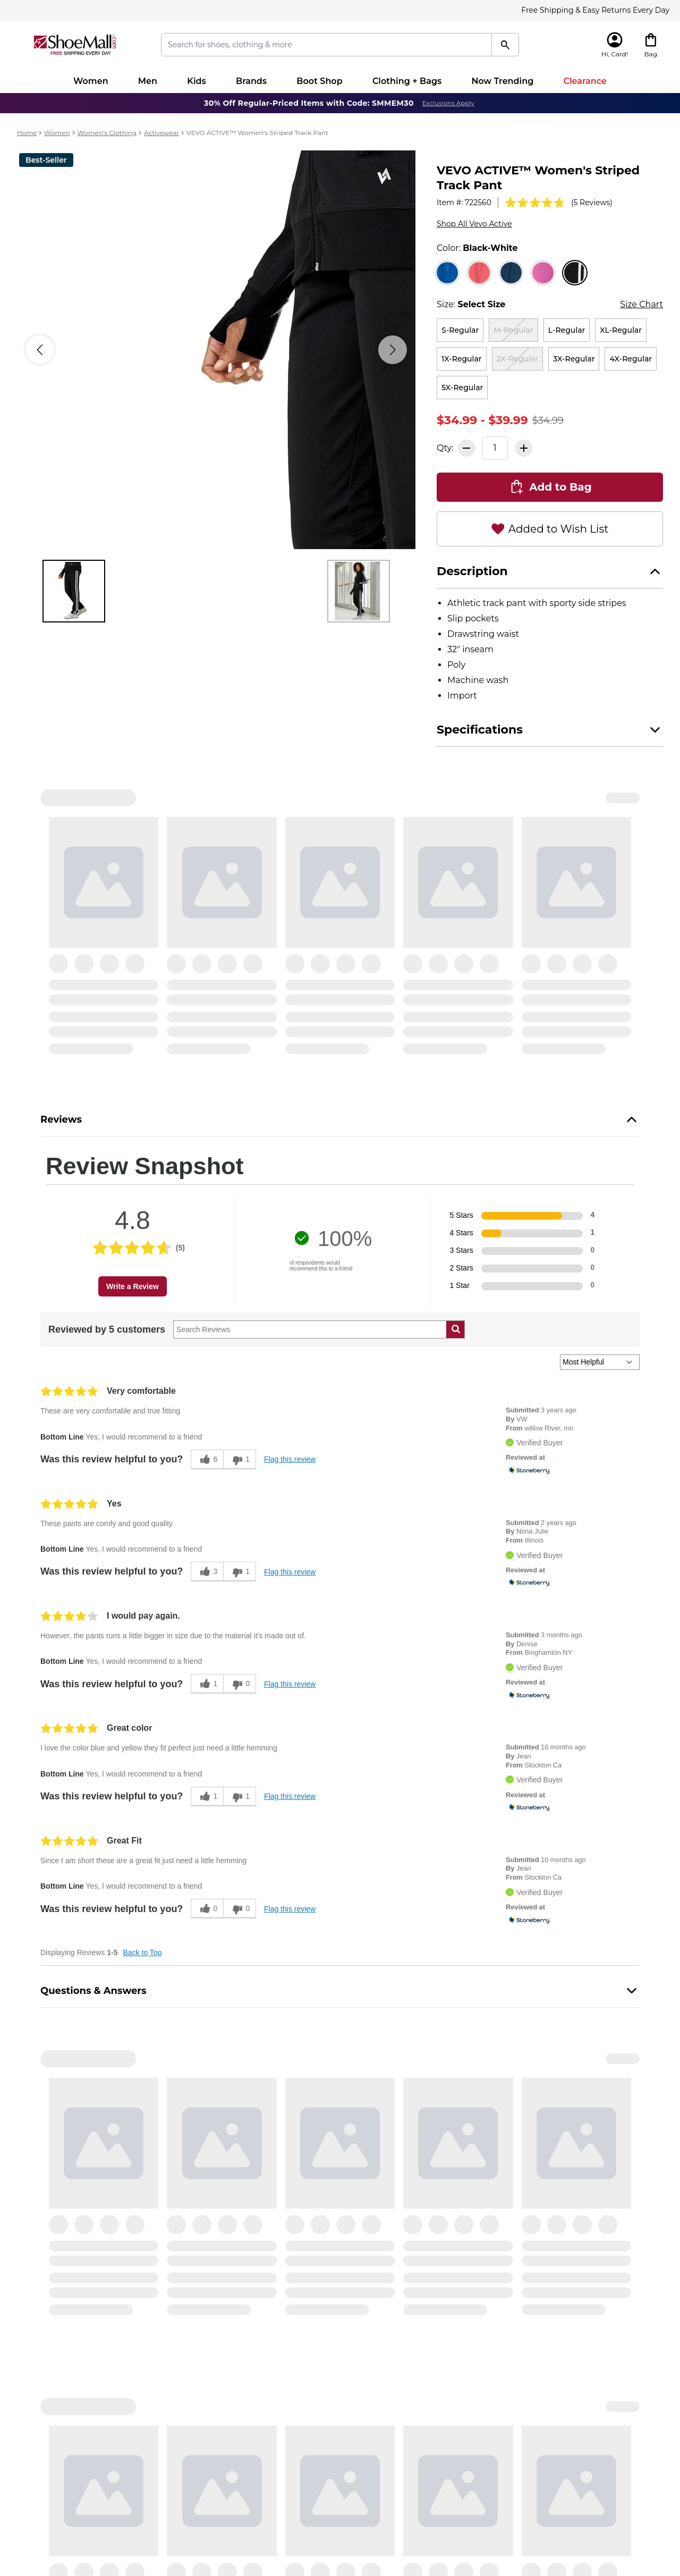 Free Shipping & Easy Returns Every Day
ShoeMall.com
FREE SHIPPING EVERY DAY
Search for shoes, clothing & more
Hi, Card!
Bag
Women
Men
Kids
Brands
Boot Shop
Clothing + Bags
Now Trending
Clearance
30% Off Regular-Priced Items with Code: SMMEM30 Exclusions Apply
Home > Women > Women's Clothing > Activewear > VEVO ACTIVE™ Women's Striped Track Pant
Best-Seller
VEVO ACTIVE™ Women's Striped
Track Pant
Item #: 722560
(5 Reviews)
Shop All Vevo Active
Color: Black-White
Size: Select Size
Size Chart
S-Regular
M-Regular
L-Regular
XL-Regular
1X-Regular
2X-Regular
3X-Regular
4X-Regular
5X-Regular
$34.99 - $39.99 $34.99
Qty:
1
Add to Bag
Added to Wish List
Description
• Athletic track pant with sporty side stripes
• Slip pockets
• Drawstring waist
• 32" inseam
• Poly
• Machine wash
• Import
Specifications
Reviews
Review Snapshot
4.8
(5)
Write a Review
100%
of respondents would
recommend this to a friend
5 Stars 4
4 Stars 1
3 Stars 0
2 Stars 0
1 Star 0
Reviewed by 5 customers
Search Reviews
Most Helpful
Very comfortable
These are very comfortable and true fitting
Bottom Line Yes, I would recommend to a friend
Was this review helpful to you? 6 1 Flag this review
Submitted 3 years ago
By VW
From willow River, mn
Verified Buyer
Reviewed at
Stoneberry
Yes
These pants are comfy and good quality
Bottom Line Yes, I would recommend to a friend
Was this review helpful to you? 3 1 Flag this review
Submitted 2 years ago
By Nona Julie
From Illinois
Verified Buyer
Reviewed at
Stoneberry
I would pay again.
However, the pants runs a little bigger in size due to the material it's made out of.
Bottom Line Yes, I would recommend to a friend
Was this review helpful to you? 1 0 Flag this review
Submitted 3 months ago
By Denise
From Binghamton NY
Verified Buyer
Reviewed at
Stoneberry
Great color
I love the color blue and yellow they fit perfect just need a little hemming
Bottom Line Yes, I would recommend to a friend
Was this review helpful to you? 1 1 Flag this review
Submitted 10 months ago
By Jean
From Stockton Ca
Verified Buyer
Reviewed at
Stoneberry
Great Fit
Since I am short these are a great fit just need a little hemming
Bottom Line Yes, I would recommend to a friend
Was this review helpful to you? 0 0 Flag this review
Submitted 10 months ago
By Jean
From Stockton Ca
Verified Buyer
Reviewed at
Stoneberry
Displaying Reviews 1-5 Back to Top
Questions & Answers